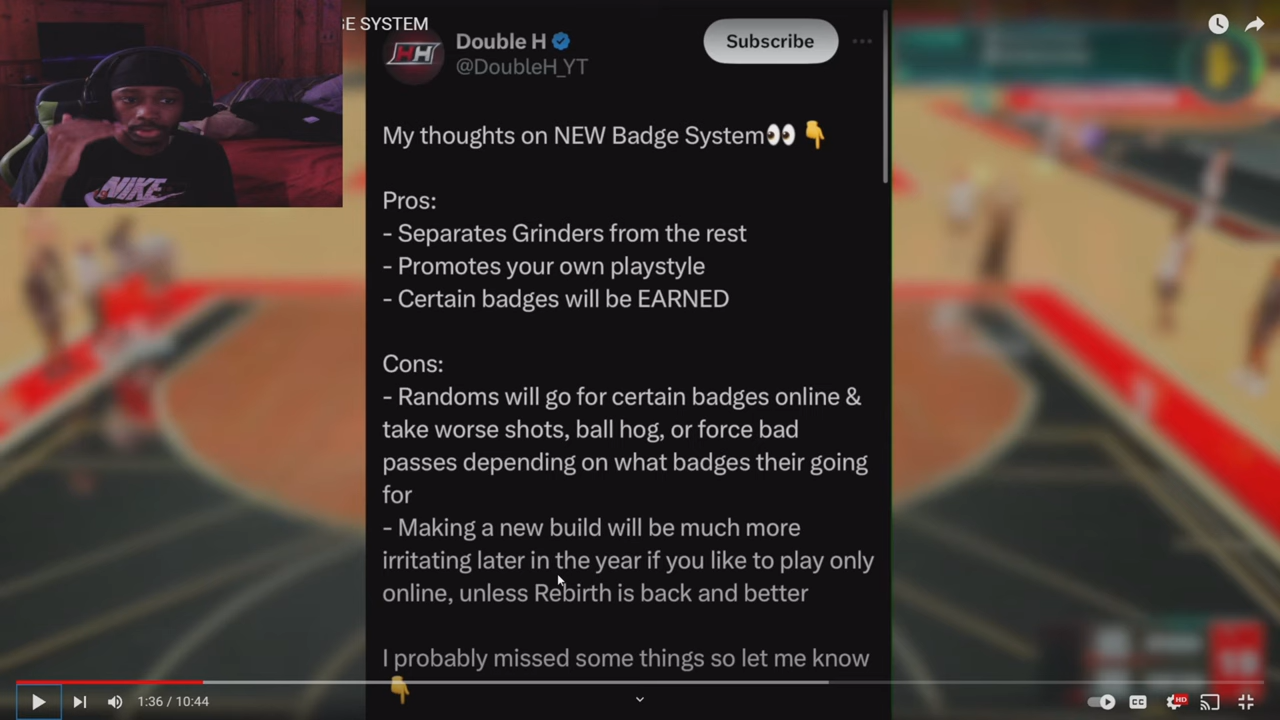 GE SYSTEM
Double H
@DoubleH_YT
Subscribe
HH
My thoughts on NEW Badge System👀👇
Pros:
- Separates Grinders from the rest
- Promotes your own playstyle
- Certain badges will be EARNED
Cons:
- Randoms will go for certain badges online &
take worse shots, ball hog, or force bad
passes depending on what badges their going
for
- Making a new build will be much more
irritating later in the year if you like to play only
online, unless Rebirth is back and better
I probably missed some things so let me know
👇
NIKE
1:36 / 10:44
CC
HD